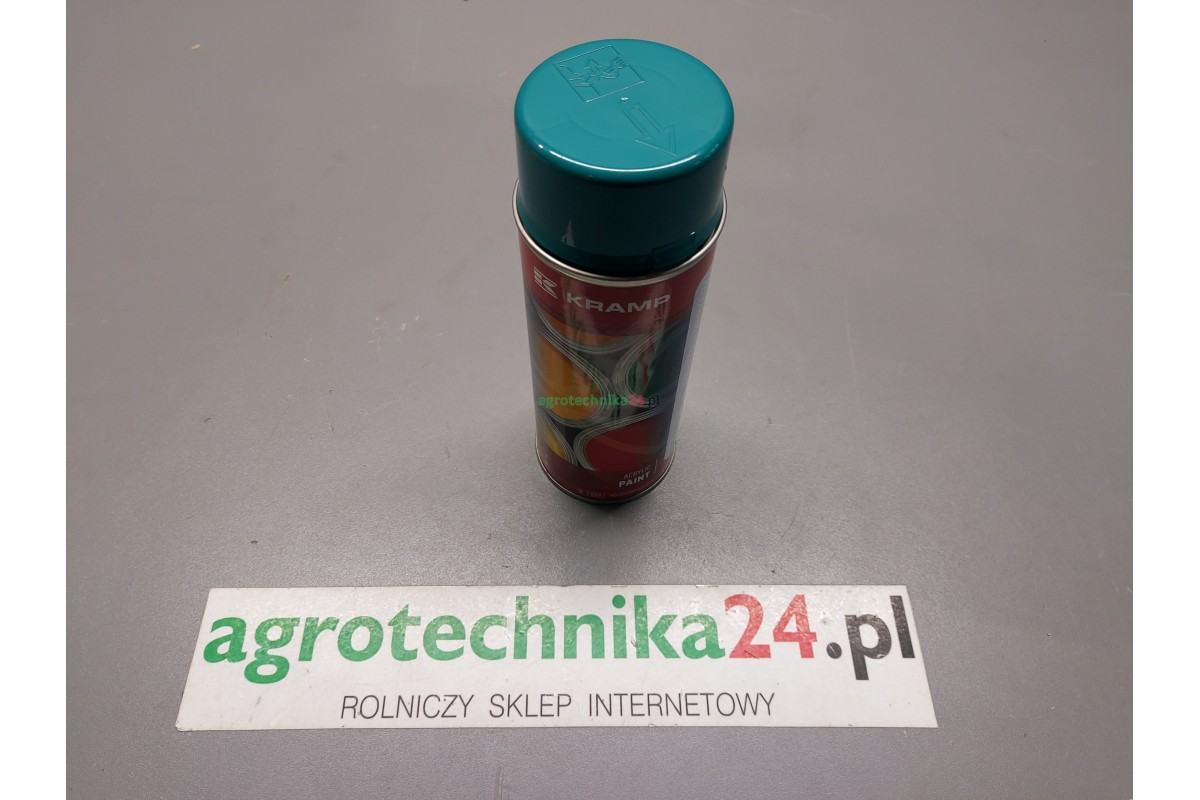 KRAMP
agrotechnika24.pl
ACRYLIC
PAINT
agrotechnika24.pl
ROLNICZY SKLEP INTERNETOWY